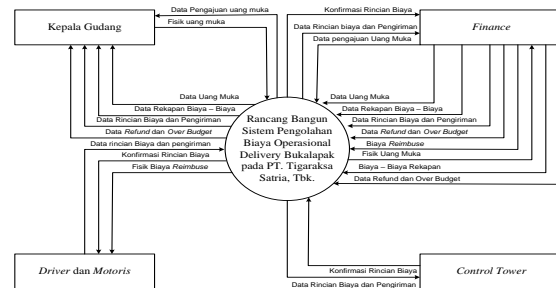 Data Pengajuan uang muka
Fisik uang muka
Kepala Gudang
Konfirmasi Rincian Biaya
Data Rincian biaya dan Pengiriman
Data pengajuan Uang Muka
Finance
Data Uang Muka
Data Rekapan Biaya – Biaya
Data Rincian Biaya dan Pengiriman
Data Refund dan Over Budget
Data rincian Biaya dan pengiriman
Konfirmasi Rincian Biaya
Fisik Biaya Reimbuse
Rancang Bangun
Sistem Pengolahan
Biaya Operasional
Delivery Bukalapak
pada PT. Tigaraksa
Satria, Tbk.
Data Uang Muka
Data Rekapan Biaya – Biaya
Data Rincian Biaya dan Pengiriman
Data Refund dan Over Budget
Biaya Reimbuse
Fisik Uang Muka
Biaya – Biaya Rekapan
Data Refund dan Over Budget
Driver dan Motoris
Konfirmasi Rincian Biaya
Data Rincian Biaya dan Pengiriman
Control Tower